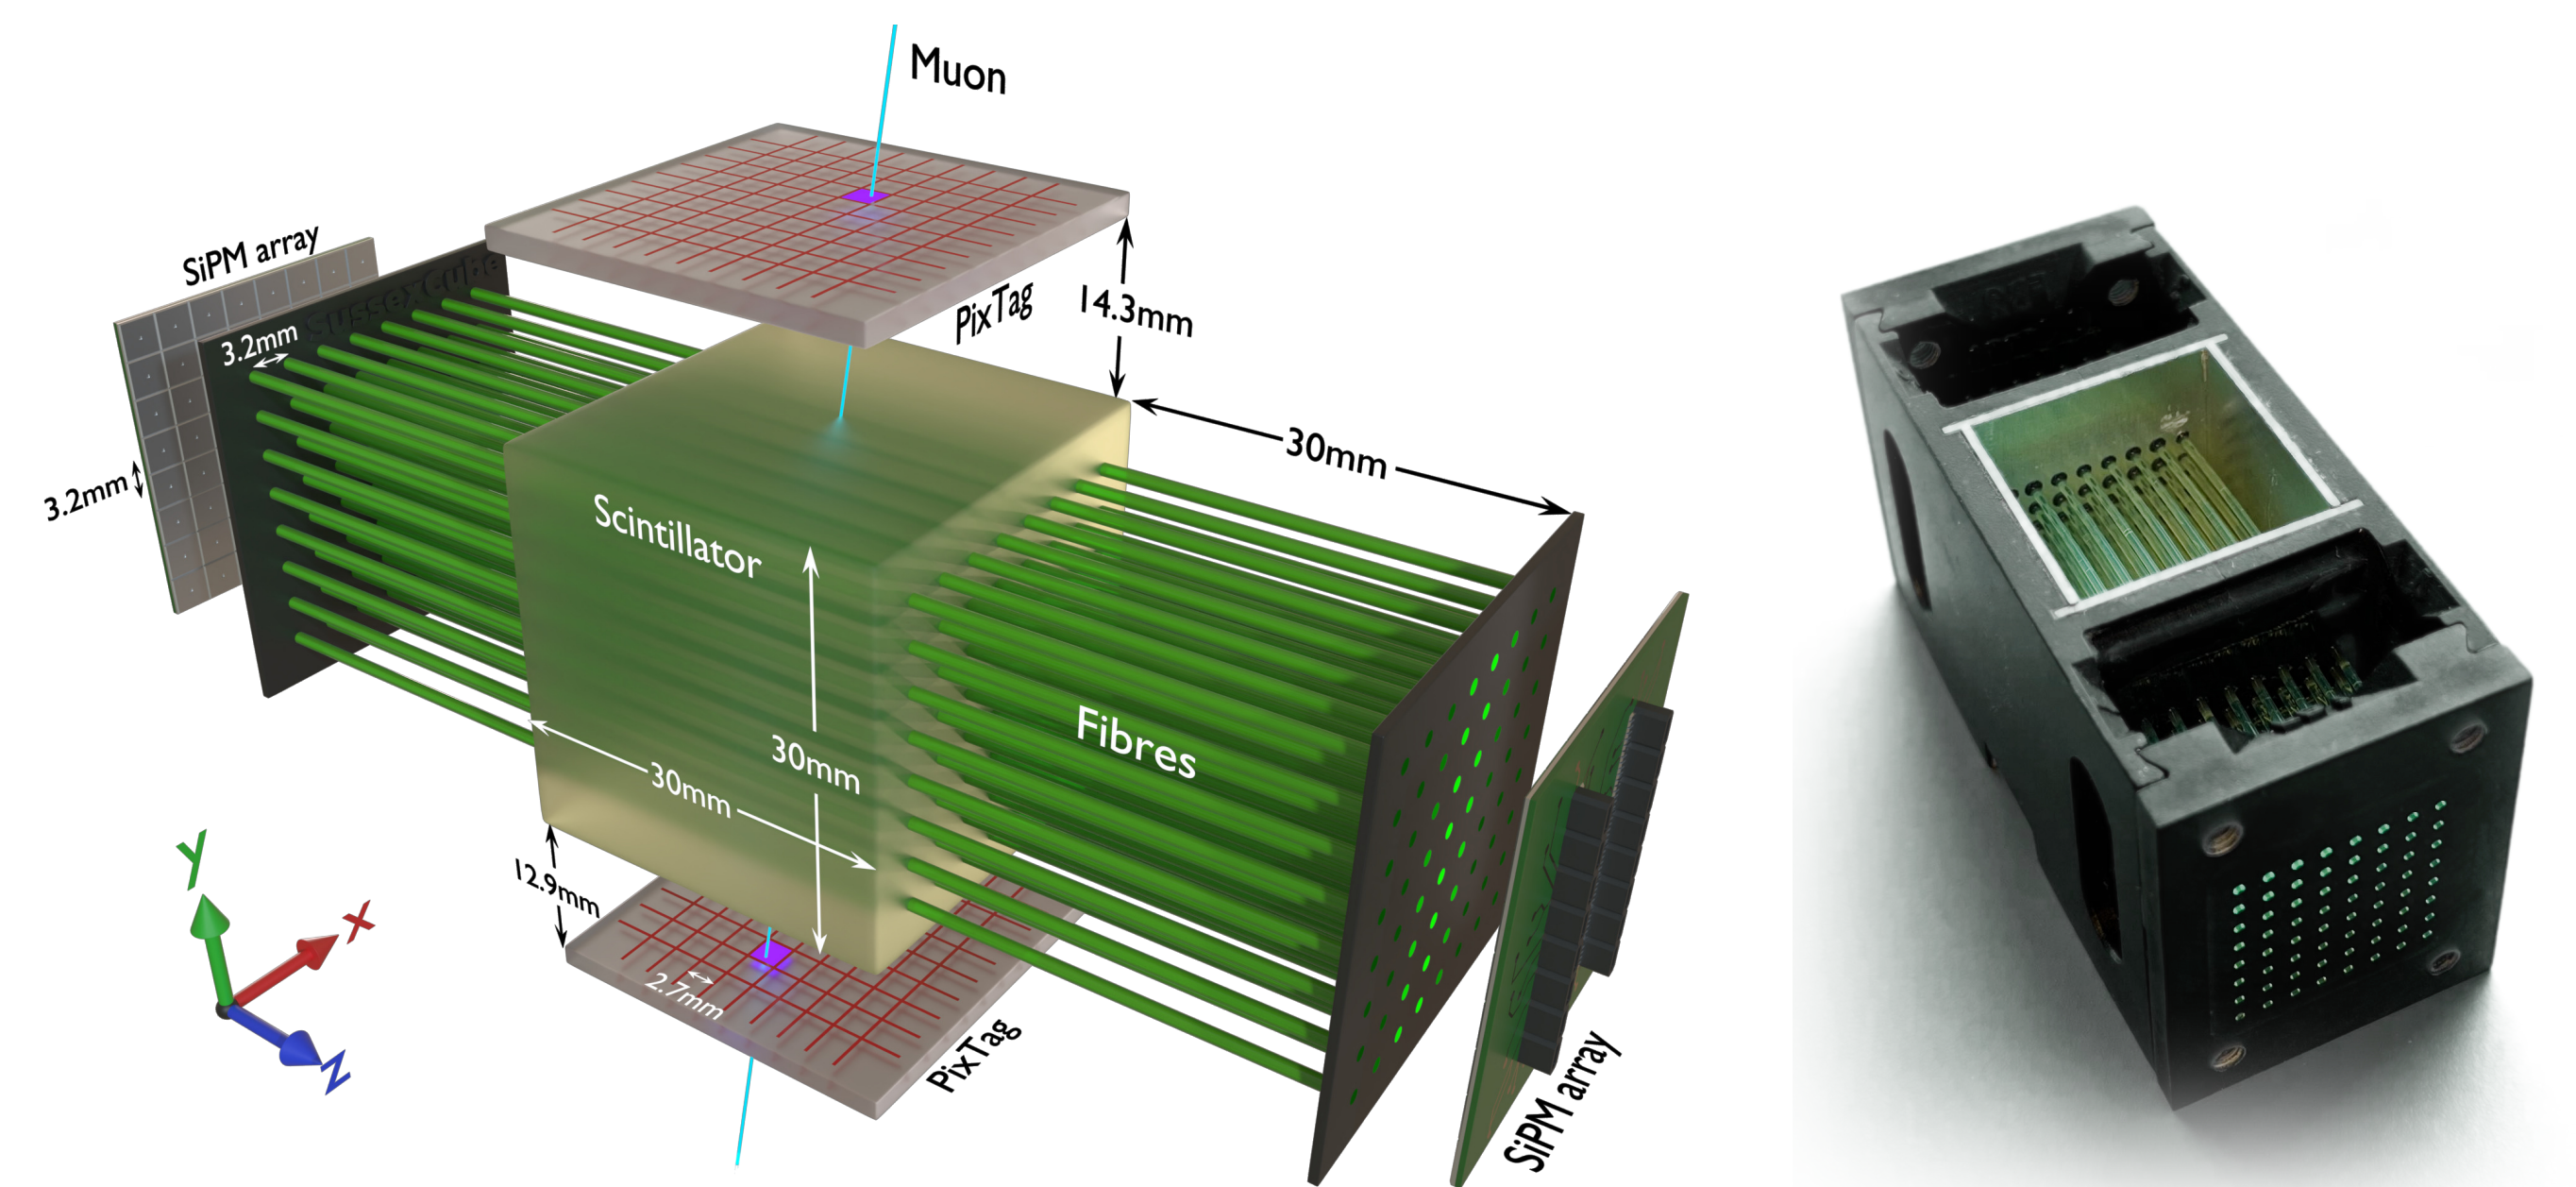 Muon
SiPM array
SussexCube
3.2mm
PixTag
14.3mm
30mm
3.2mm
Scintillator
Fibres
30mm
30mm
12.9mm
2.7mm
PixTag
SiPM array
Y
X
Z